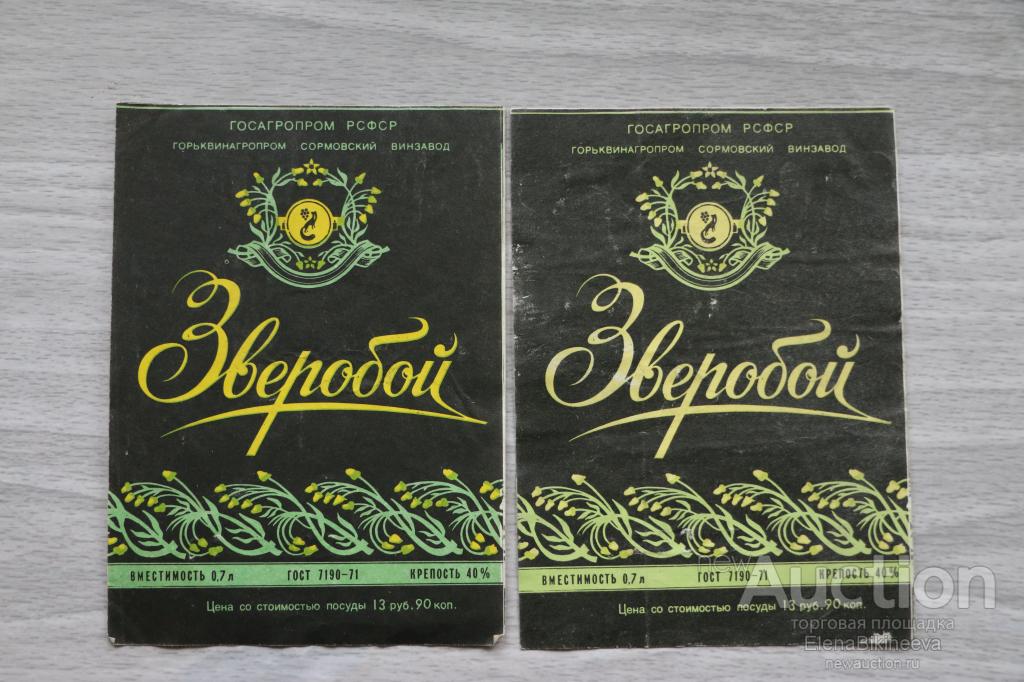 ГОСАГРОПРОМ РСФСР
ГОРЬКВИНАГРОПРОМ СОРМОВСКИЙ ВИНЗАВОД
Зверобой
ВМЕСТИМОСТЬ 0,7 л ГОСТ 7190-71 КРЕПОСТЬ 40%
Цена со стоимостью посуды 13 руб. 90 коп.
ГОСАГРОПРОМ РСФСР
ГОРЬКВИНАГРОПРОМ СОРМОВСКИЙ ВИНЗАВОД
Зверобой
ВМЕСТИМОСТЬ 0,7 л ГОСТ 7190-71 КРЕПОСТЬ 40%
Цена со стоимостью посуды 13 руб. 90 коп.
new Auction
торговая площадка
ElenaBikineeva
newauction.ru